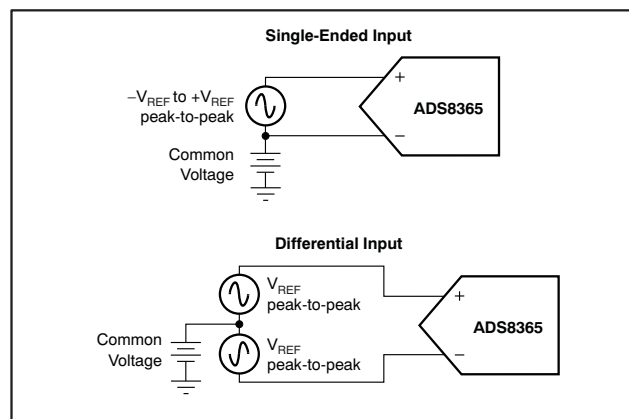 Single-Ended Input
−VREF to +VREF
peak-to-peak
+
−
ADS8365
Common
Voltage
Differential Input
VREF
peak-to-peak
+
−
ADS8365
Common
Voltage
VREF
peak-to-peak